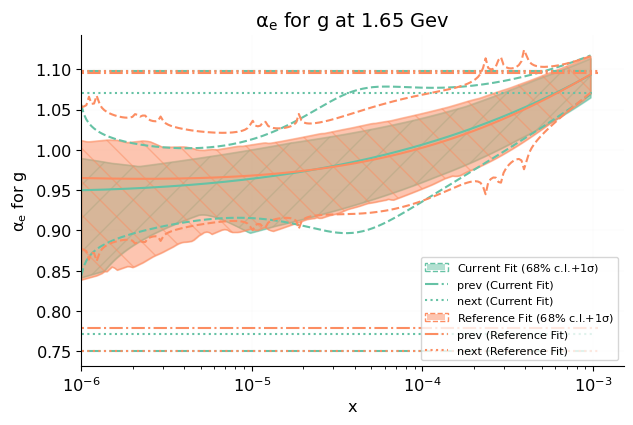 αₑ for g at 1.65 Gev
αₑ for g
1.10
1.05
1.00
0.95
0.90
0.85
0.80
0.75
Current Fit (68% c.l.+1σ)
prev (Current Fit)
next (Current Fit)
Reference Fit (68% c.l.+1σ)
prev (Reference Fit)
next (Reference Fit)
10⁻⁶
10⁻⁵
10⁻⁴
10⁻³
x